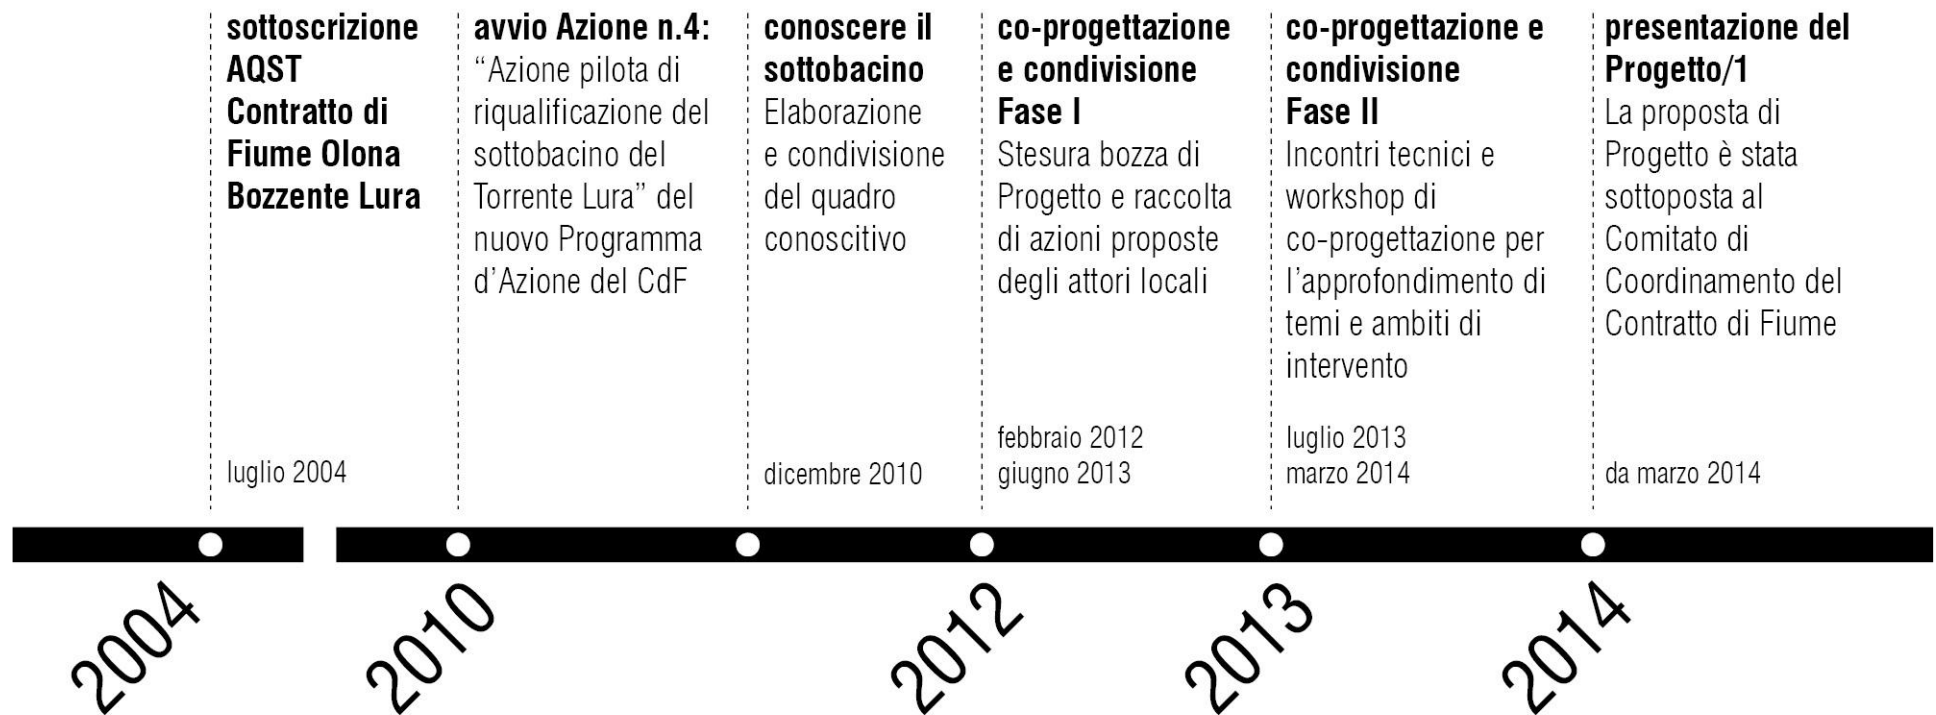 sottoscrizione
AQST
Contratto di
Fiume Olona
Bozzente Lura
luglio 2004
avvio Azione n.4:
“Azione pilota di
riqualificazione del
sottobacino del
Torrente Lura” del
nuovo Programma
d’Azione del CdF
conoscere il
sottobacino
Elaborazione
e condivisione
del quadro
conoscitivo
dicembre 2010
co-progettazione
e condivisione
Fase I
Stesura bozza di
Progetto e raccolta
di azioni proposte
degli attori locali
febbraio 2012
giugno 2013
co-progettazione e
condivisione
Fase II
Incontri tecnici e
workshop di
co-progettazione per
l’approfondimento di
temi e ambiti di
intervento
luglio 2013
marzo 2014
presentazione del
Progetto/1
La proposta di
Progetto è stata
sottoposta al
Comitato di
Coordinamento del
Contratto di Fiume
da marzo 2014
2004
2010
2012
2013
2014